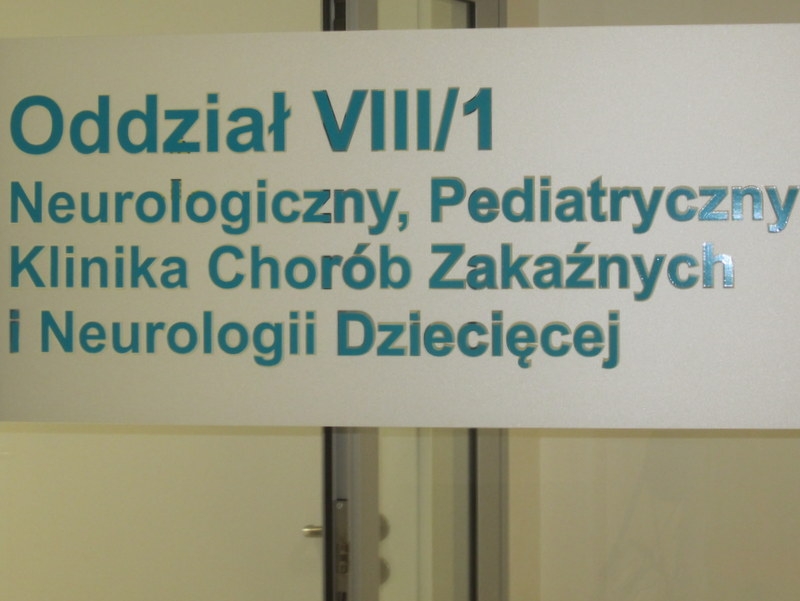 Oddział VIII/1
Neurologiczny, Pediatryczny
Klinika Chorób Zakaźnych
i Neurologii Dziecięcej